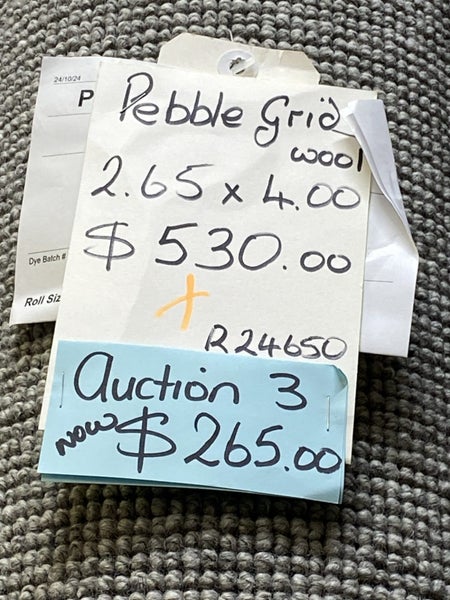 24/10/24
P
Pebble Grid
wool
2.65 x 4.00
$530.00
Dye Batch #
+
Roll Siz
R24650
Auction 3
now $265.00